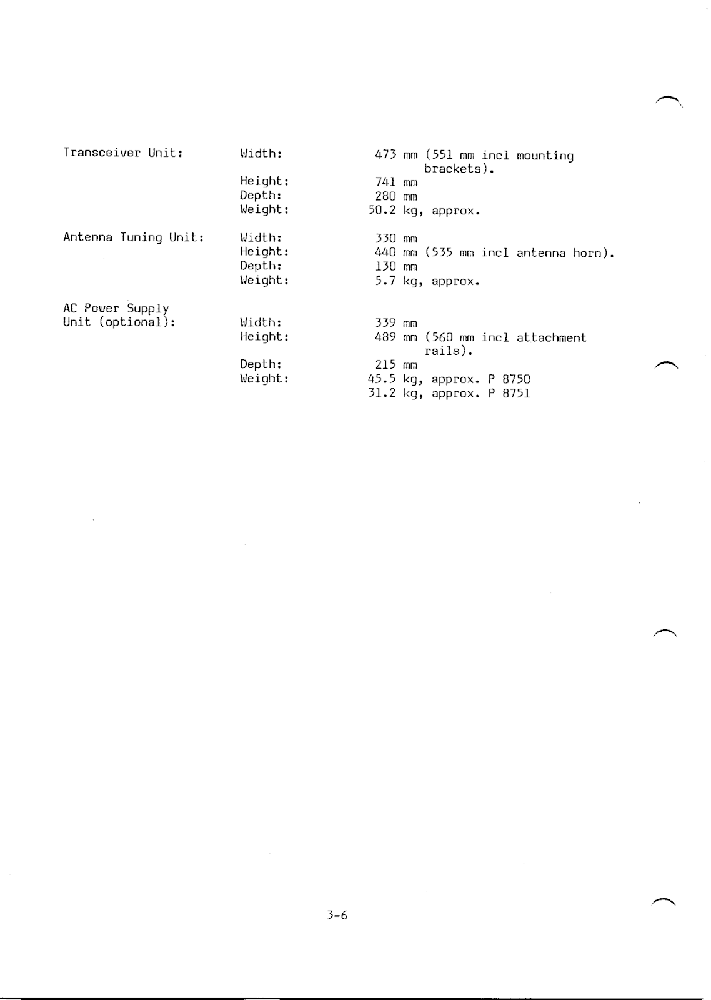 Transceiver Unit: Width: 473 mm (551 mm incl mounting
brackets).
Height: 741 mm
Depth: 280 mm
Weight: 50.2 kg, approx.
Antenna Tuning Unit: Width: 330 mm
Height: 440 mm (535 mm incl antenna horn).
Depth: 130 mm
Weight: 5.7 kg, approx.
AC Power Supply
Unit (optional): Width: 339 mm
Height: 489 mm (560 mm incl attachment
rails).
Depth: 215 mm
Weight: 45.5 kg, approx. P 8750
31.2 kg, approx. P 8751
3-6